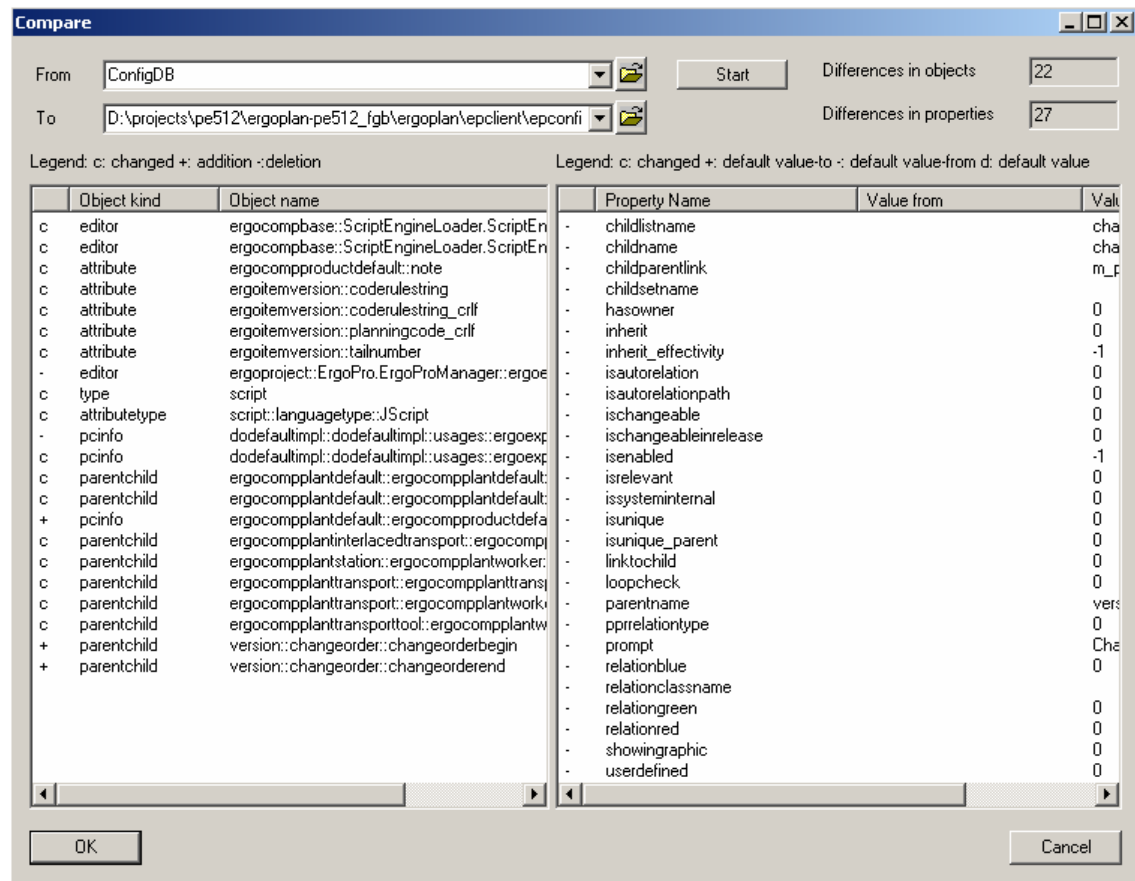 Compare
From ConfigDB Start Differences in objects 22
To D:\projects\pe512\ergoplan-pe512_fgb\ergoplan\epclient\epconfi Differences in properties 27
Legend: c: changed +: addition -:deletion
Legend: c: changed +: default value-to -: default value-from d: default value
Object kind Object name
c editor ergocompbase::ScriptEngineLoader.ScriptEn
c editor ergocompbase::ScriptEngineLoader.ScriptEn
c attribute ergocompproductdefault::note
c attribute ergoitemversion::coderulestring
c attribute ergoitemversion::coderulestring_crlf
c attribute ergoitemversion::planningcode_crlf
c attribute ergoitemversion::tailnumber
- editor ergoproject::ErgoPro.ErgoProManager::ergoe
c type script
c attributetype script::languagetype::JScript
- pcinfo dodefaultimpl::dodefaultimpl::usages::ergoexp
c pcinfo dodefaultimpl::dodefaultimpl::usages::ergoexp
c parentchild ergocompplantdefault::ergocompplantdefault:
c parentchild ergocompplantdefault::ergocompplantdefault:
+ pcinfo ergocompplantdefault::ergocompproductdefa
c parentchild ergocompplantinterlacedtransport::ergocompp
c parentchild ergocompplantstation::ergocompplantworker:
c parentchild ergocompplanttransport::ergocompplanttransp
c parentchild ergocompplanttransport::ergocompplantwork
c parentchild ergocompplanttransporttool::ergocompplantw
+ parentchild version::changeorder::changeorderbegin
+ parentchild version::changeorder::changeorderend
Property Name Value from Valu
- childlistname cha
- childname cha
- childparentlink m_p
- childsetname
- hasowner 0
- inherit 0
- inherit_effectivity -1
- isautorelation 0
- isautorelationpath 0
- ischangeable 0
- ischangeableinrelease 0
- isenabled -1
- isrelevant 0
- issysteminternal 0
- isunique 0
- isunique_parent 0
- linktochild 0
- loopcheck 0
- parentname vers
- pprrelationtype 0
- prompt Cha
- relationblue 0
- relationclassname
- relationgreen 0
- relationred 0
- showingraphic 0
- userdefined 0
OK Cancel